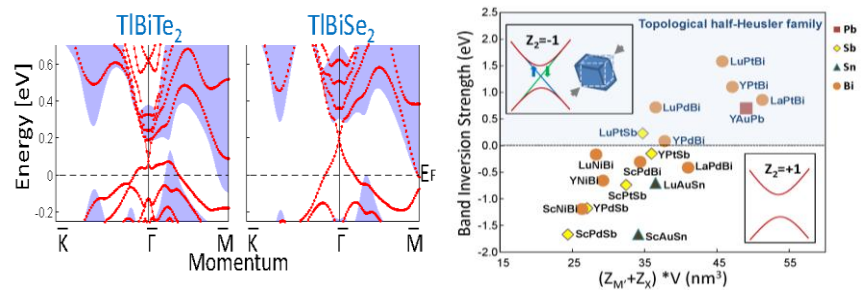 TlBiTe2
TlBiSe2
Energy [eV]
0.6
0.4
0.2
0
-0.2
EF
K̅ Γ̅ M̅
K̅ Γ̅ M̅
Momentum
Band Inversion Strength (eV)
2.5
2.0
1.5
1.0
0.5
0.0
-0.5
-1.0
-1.5
-2.0
Topological half-Heusler family
Z2=-1
Pb
Sb
Sn
Bi
LuPtBi
YPtBi
LaPtBi
LuPdBi
YAuPb
LuPtSb
YPdBi
LuNiBi
YPtSb
ScPdBi
LaPdBi
YNiBi
ScPtSb
LuAuSn
ScNiBi
YPdSb
ScPdSb
ScAuSn
Z2=+1
15 25 35 45 55
(ZM'+ZX) *V (nm3)